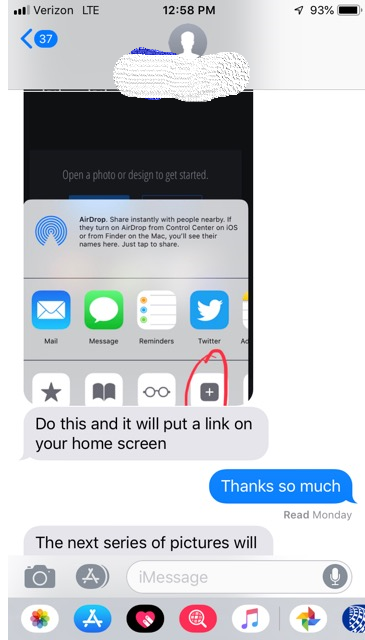 Verizon LTE 12:58 PM 93%
37
Open a photo or design to get started.
AirDrop. Share instantly with people nearby. If
they turn on AirDrop from Control Center on iOS
or from Finder on the Mac, you'll see their
names here. Just tap to share.
Mail Message Reminders Twitter
Do this and it will put a link on
your home screen
Thanks so much
Read Monday
The next series of pictures will
iMessage